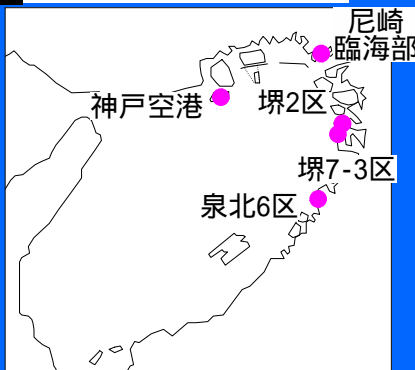 尼崎
臨海部
神戸空港
堺2区
堺7-3区
泉北6区